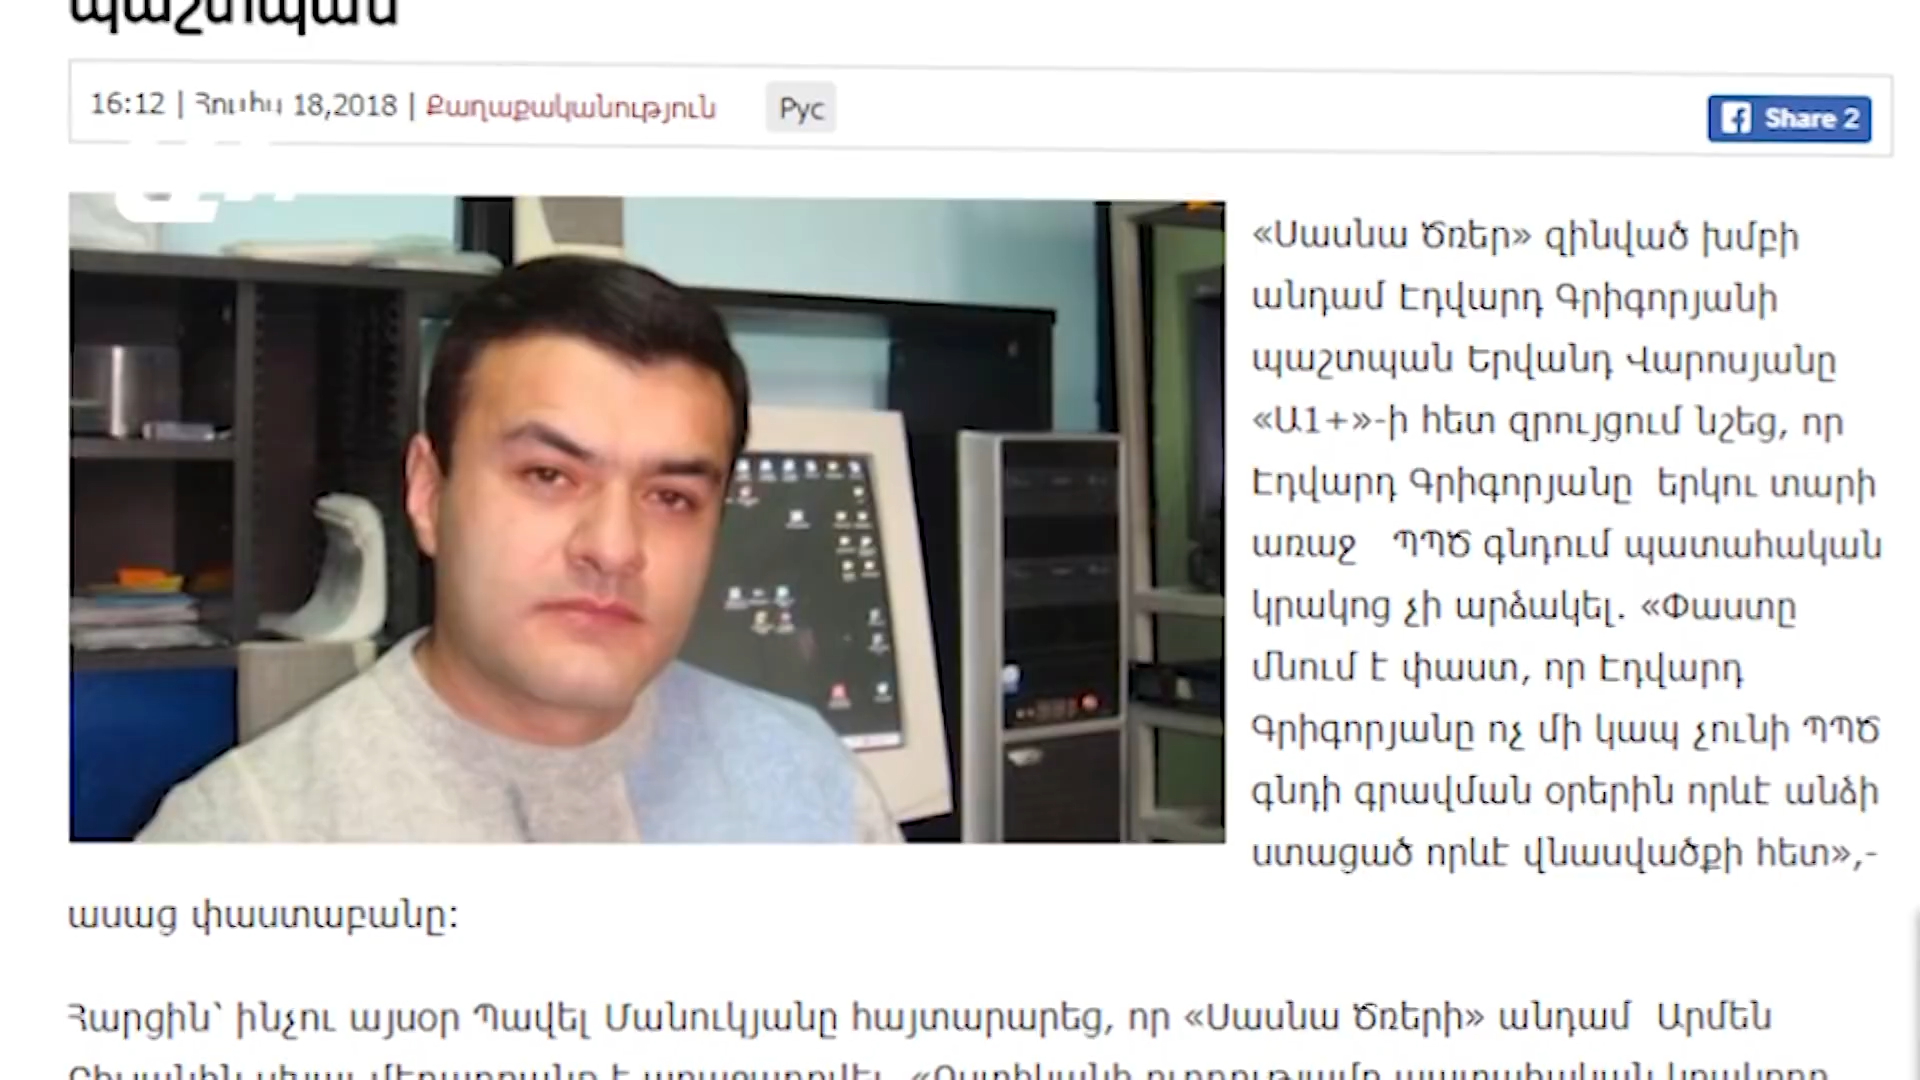 պաշտպան
16:12 | Հուլիս 18,2018 | Քաղաքականություն Рус Share 2
«Սասնա Ծռեր» զինված խմբի
անդամ Էդվարդ Գրիգորյանի
պաշտպան Երվանդ Վարոսյանը
«Ա1+»-ի հետ զրույցում նշեց, որ
Էդվարդ Գրիգորյանը երկու տարի
առաջ ՊՊԾ գնդում պատահական
կրակոց չի արձակել. «Փաստը
մնում է փաստ, որ Էդվարդ
Գրիգորյանը ոչ մի կապ չունի ՊՊԾ
գնդի գրավման օրերին որևէ անձի
ստացած որևէ վնասվածքի հետ»,-
ասաց փաստաբանը:
Հարցին՝ ինչու այսօր Պավել Մանուկյանը հայտարարեց, որ «Սասնա Ծռերի» անդամ Արմեն